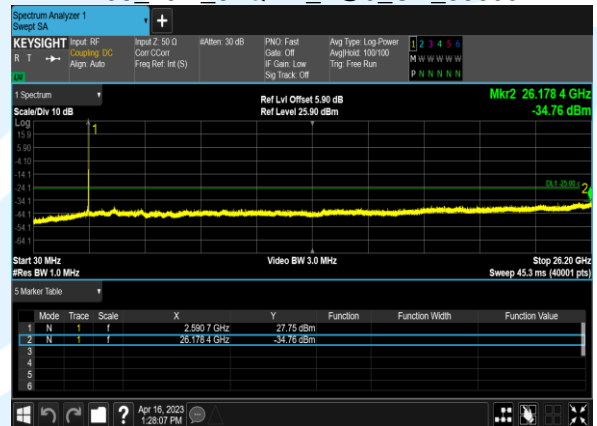 Spectrum Analyzer 1
Swept SA
+
KEYSIGHT Input: RF Input Z: 50 Ω #Atten: 30 dB PNO: Fast Avg Type: Log-Power 1 2 3 4 5 6
R T Coupling: DC Corr CCorr Gate: Off Avg|Hold: 100/100 M W W W W W
Align: Auto Freq Ref: Int (S) IF Gain: Low Trig: Free Run P N N N N N
Sig Track: Off
LXI
1 Spectrum Ref Lvl Offset 5.90 dB Mkr2 26.178 4 GHz
Scale/Div 10 dB Ref Level 25.90 dBm -34.76 dBm
Log
15.9
5.90
-4.10
-14.1
-24.1
-34.1
-44.1
-54.1
-64.1
1
DL1 -25.00
2
Start 30 MHz Video BW 3.0 MHz Stop 26.20 GHz
#Res BW 1.0 MHz Sweep 45.3 ms (40001 pts)
5 Marker Table
Mode Trace Scale X Y Function Function Width Function Value
1 N 1 f 2.590 7 GHz 27.75 dBm
2 N 1 f 26.178 4 GHz -34.76 dBm
3
4
5
6
? Apr 16, 2023
1:28:07 PM